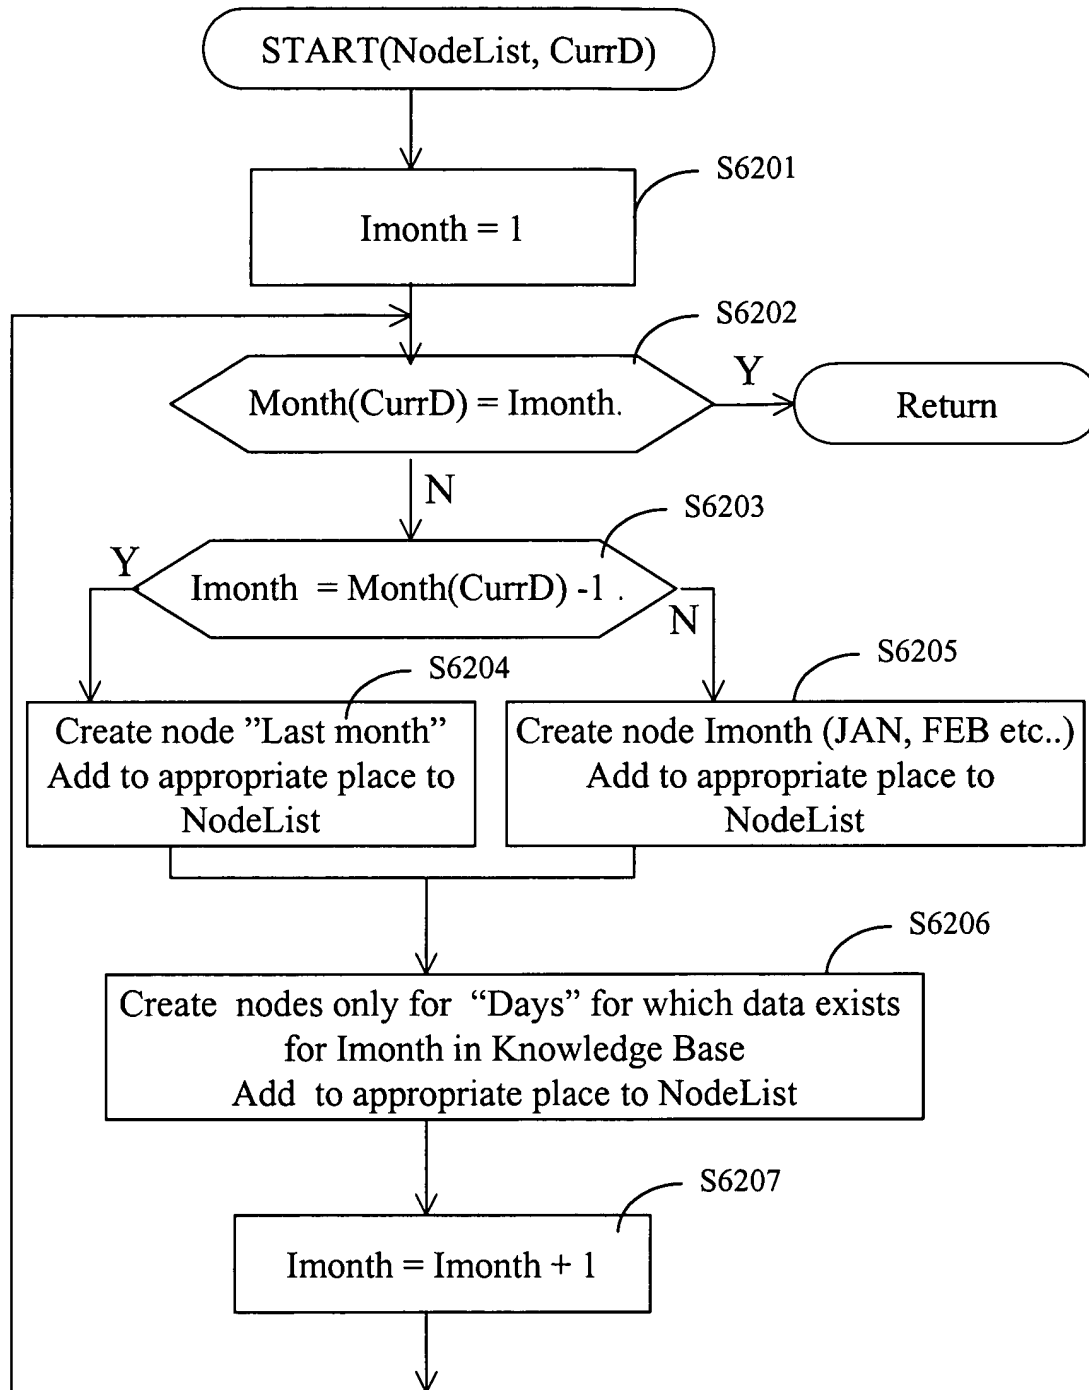 START(NodeList, CurrD)
S6201
Imonth = 1
S6202
Month(CurrD) = Imonth.
Y
Return
N
S6203
Y
Imonth = Month(CurrD) -1 .
N
S6204
S6205
Create node ”Last month”
Add to appropriate place to
NodeList
Create node Imonth (JAN, FEB etc..)
Add to appropriate place to
NodeList
S6206
Create nodes only for “Days” for which data exists
for Imonth in Knowledge Base
Add to appropriate place to NodeList
S6207
Imonth = Imonth + 1